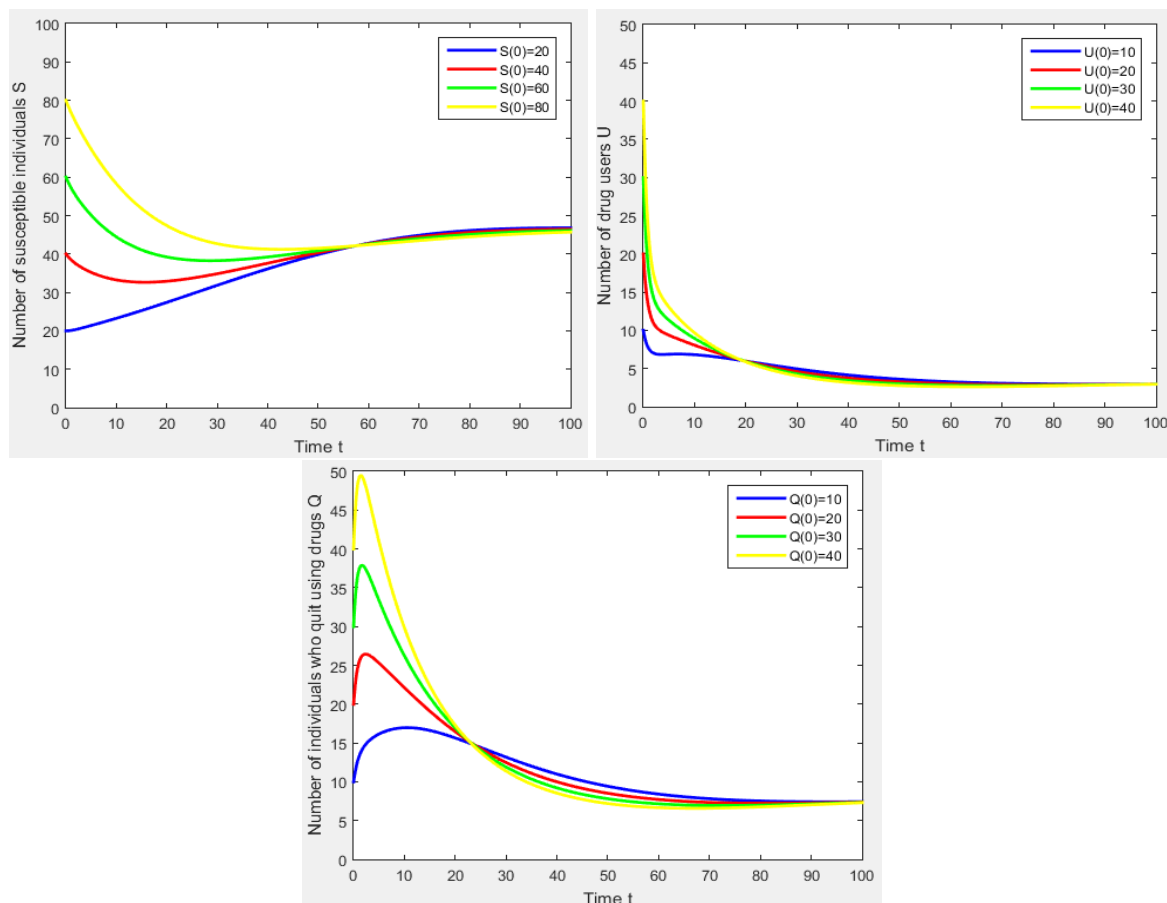 Number of susceptible individuals S
100
90
80
70
60
50
40
30
20
10
0
0 10 20 30 40 50 60 70 80 90 100
Time t
S(0)=20
S(0)=40
S(0)=60
S(0)=80
Number of drug users U
50
45
40
35
30
25
20
15
10
5
0
0 10 20 30 40 50 60 70 80 90 100
Time t
U(0)=10
U(0)=20
U(0)=30
U(0)=40
Number of individuals who quit using drugs Q
50
45
40
35
30
25
20
15
10
5
0
0 10 20 30 40 50 60 70 80 90 100
Time t
Q(0)=10
Q(0)=20
Q(0)=30
Q(0)=40